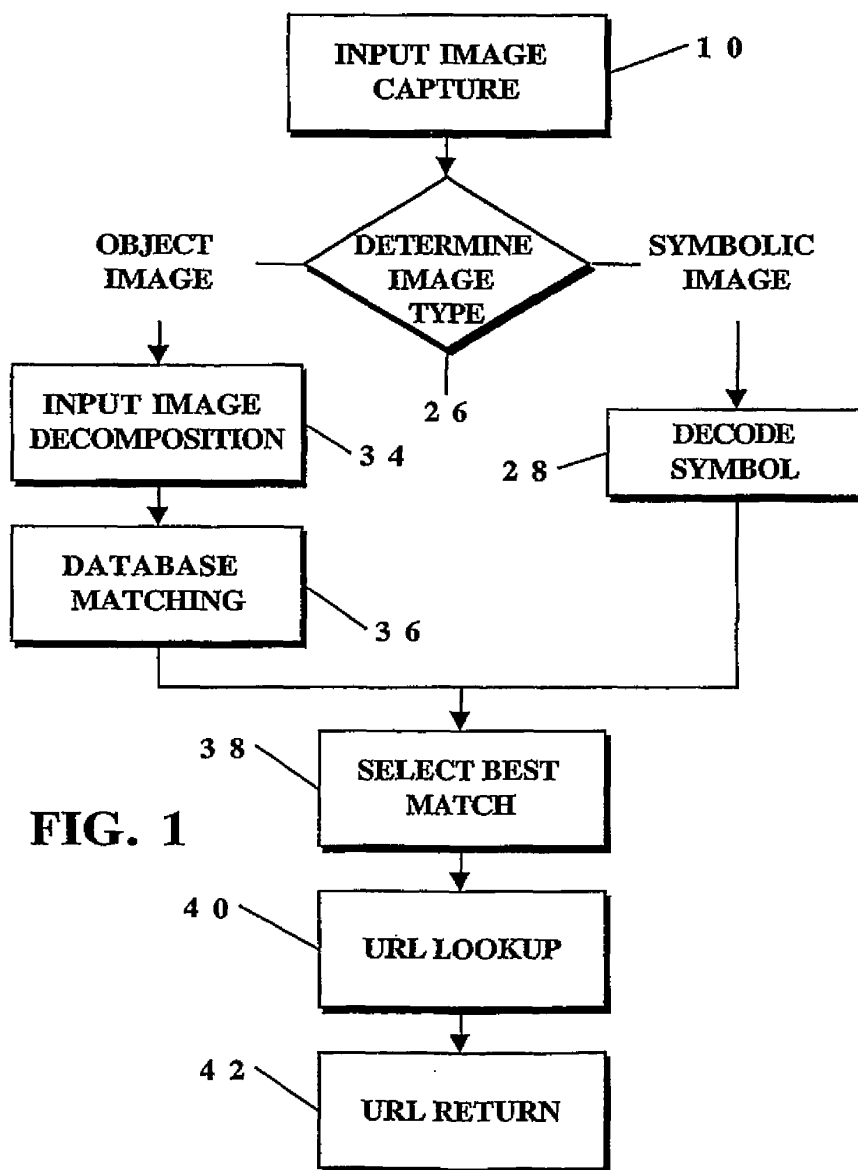 INPUT IMAGE
CAPTURE
10
OBJECT
IMAGE
DETERMINE
IMAGE
TYPE
SYMBOLIC
IMAGE
26
INPUT IMAGE
DECOMPOSITION
34
28
DECODE
SYMBOL
DATABASE
MATCHING
36
38
SELECT BEST
MATCH
FIG. 1
40
URL LOOKUP
42
URL RETURN